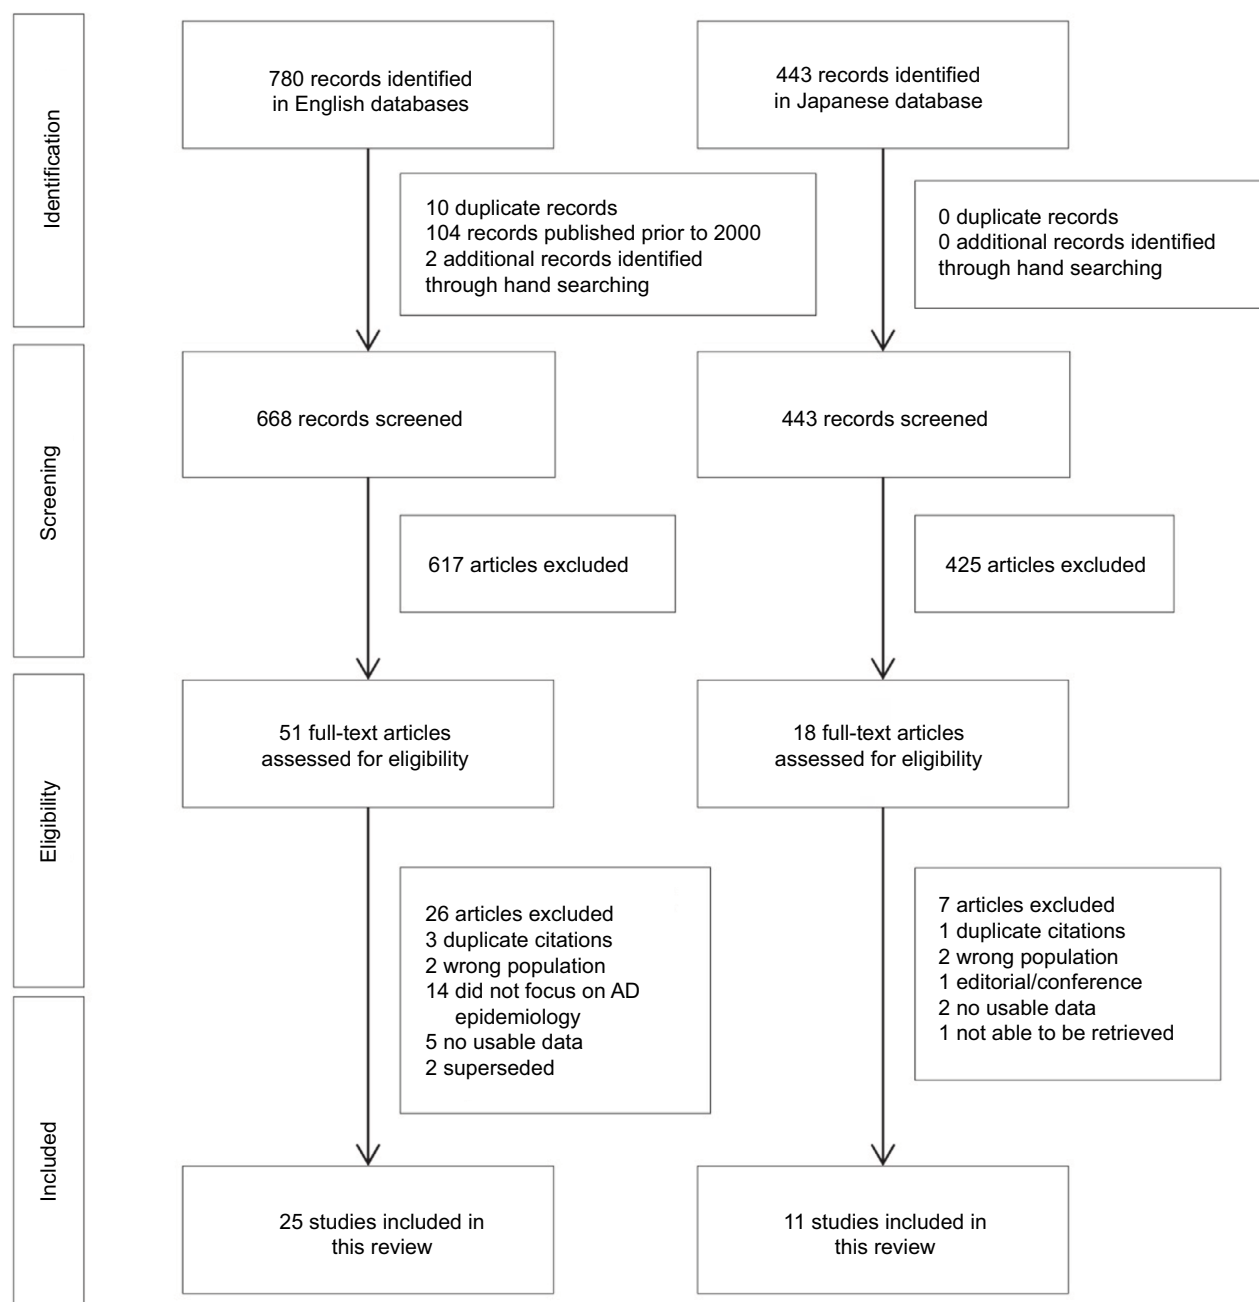 Identification
780 records identified
in English databases
443 records identified
in Japanese database
10 duplicate records
104 records published prior to 2000
2 additional records identified
through hand searching
0 duplicate records
0 additional records identified
through hand searching
Screening
668 records screened
443 records screened
617 articles excluded
425 articles excluded
Eligibility
51 full-text articles
assessed for eligibility
18 full-text articles
assessed for eligibility
26 articles excluded
3 duplicate citations
2 wrong population
14 did not focus on AD
epidemiology
5 no usable data
2 superseded
7 articles excluded
1 duplicate citations
2 wrong population
1 editorial/conference
2 no usable data
1 not able to be retrieved
Included
25 studies included in
this review
11 studies included in
this review